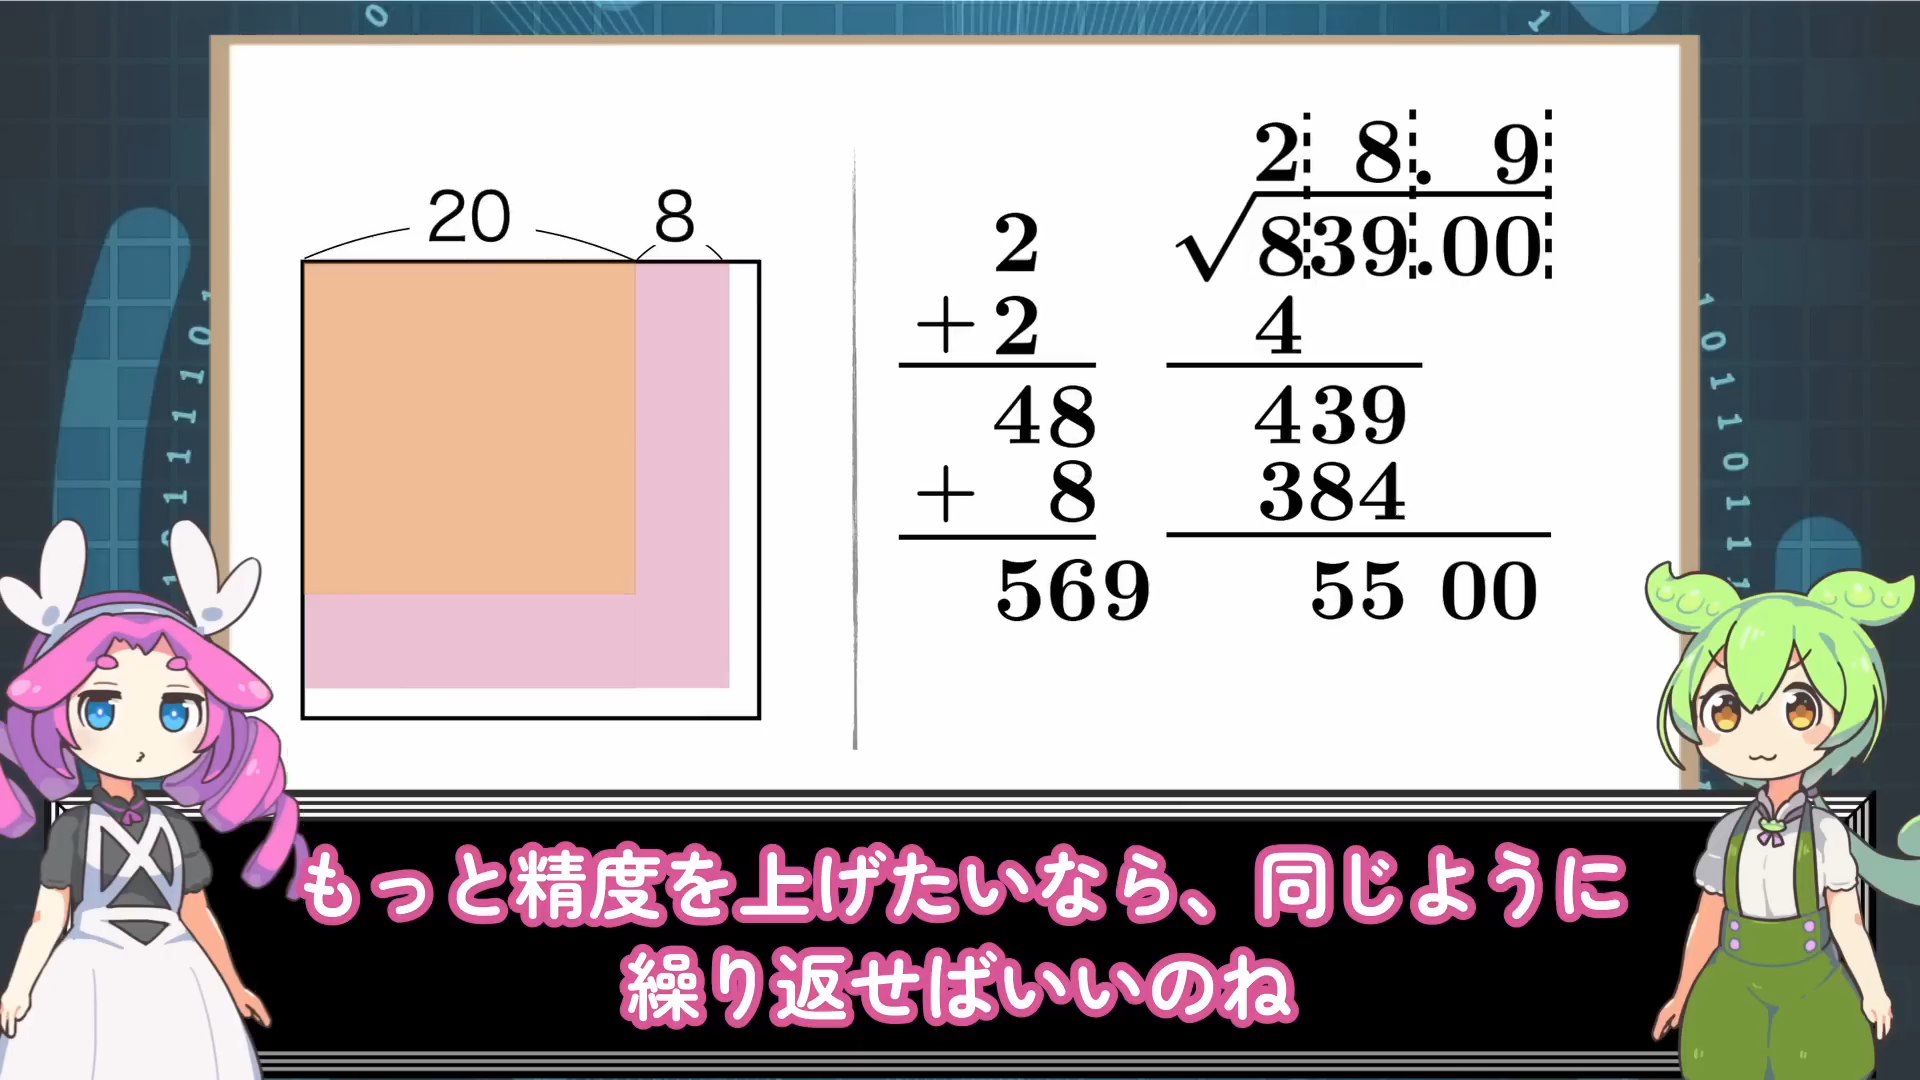 20 8
2 8. 9
2 √839.00
+2 4
48 439
+ 8 384
569 55 00
もっと精度を上げたいなら、同じように
繰り返せばいいのね